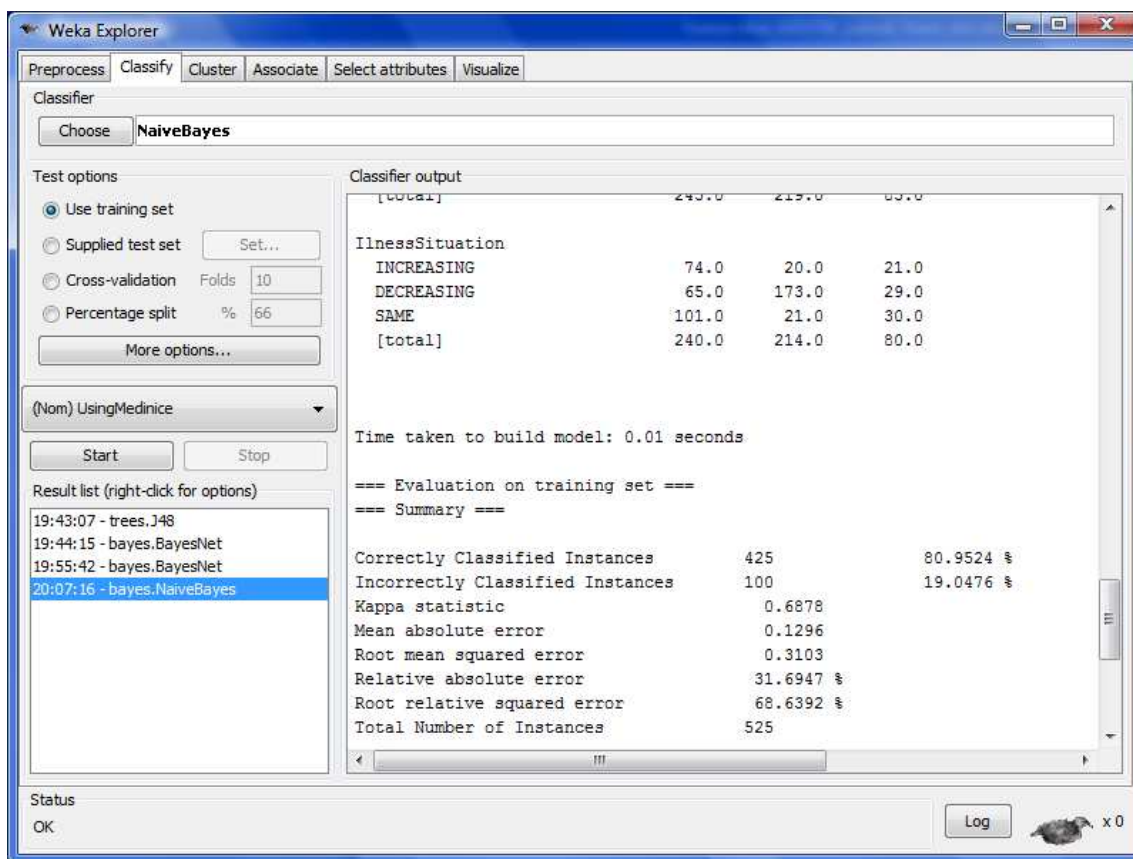 Weka Explorer
Preprocess Classify Cluster Associate Select attributes Visualize
Classifier
Choose NaiveBayes
Test options
Use training set
Supplied test set Set...
Cross-validation Folds 10
Percentage split % 66
More options...
(Nom) UsingMedinice
Start Stop
Result list (right-click for options)
19:43:07 - trees.J48
19:44:15 - bayes.BayesNet
19:55:42 - bayes.BayesNet
20:07:16 - bayes.NaiveBayes
Classifier output
[total] 245.0 219.0 85.0
IlnessSituation
INCREASING 74.0 20.0 21.0
DECREASING 65.0 173.0 29.0
SAME 101.0 21.0 30.0
[total] 240.0 214.0 80.0
Time taken to build model: 0.01 seconds
=== Evaluation on training set ===
=== Summary ===
Correctly Classified Instances 425 80.9524 %
Incorrectly Classified Instances 100 19.0476 %
Kappa statistic 0.6878
Mean absolute error 0.1296
Root mean squared error 0.3103
Relative absolute error 31.6947 %
Root relative squared error 68.6392 %
Total Number of Instances 525
Status
OK
Log
x 0